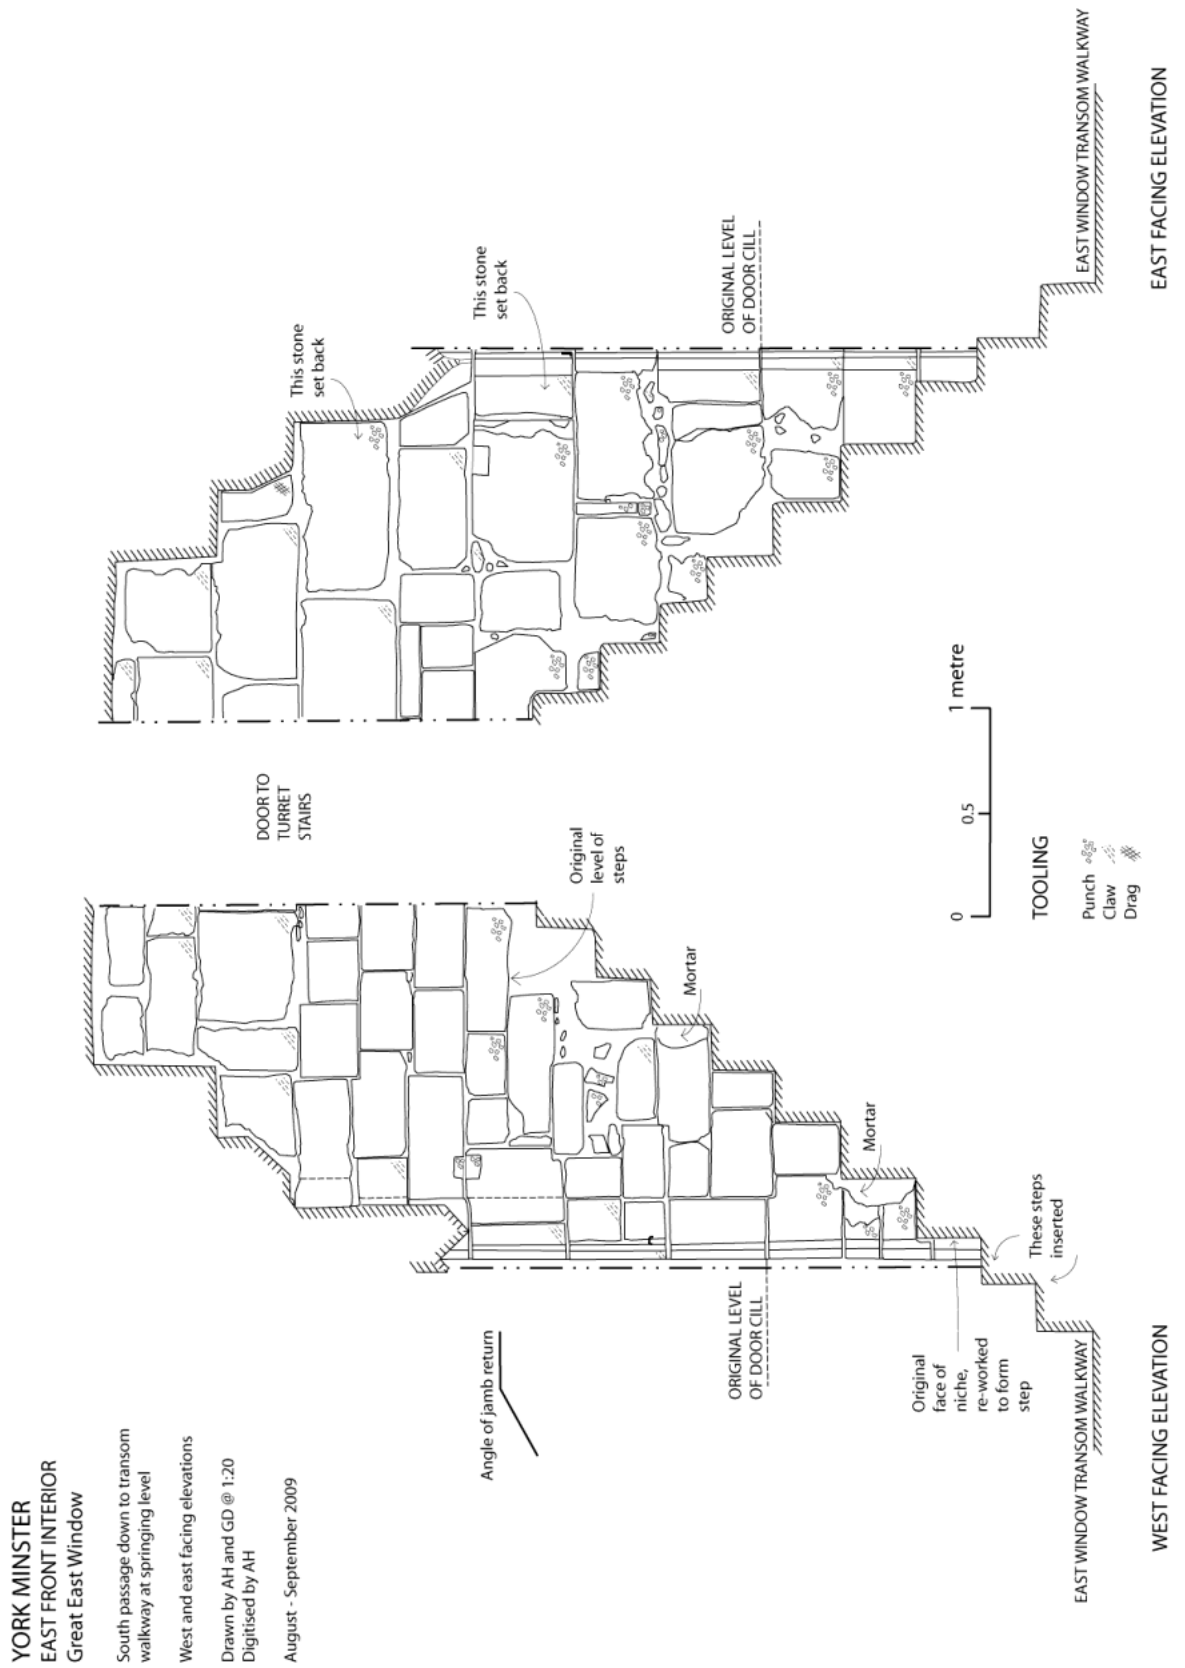 YORK MINSTER
EAST FRONT INTERIOR
Great East Window
South passage down to transom
walkway at springing level
West and east facing elevations
Drawn by AH and GD @ 1:20
Digitised by AH
August - September 2009
Angle of jamb return
ORIGINAL LEVEL
OF DOOR CILL
Original
face of
niche,
re-worked
to form
step
EAST WINDOW TRANSOM WALKWAY
WEST FACING ELEVATION
These steps
inserted
Mortar
Mortar
Original
level of
steps
DOOR TO
TURRET
STAIRS
0
0.5
1 metre
TOOLING
Punch
Claw
Drag
This stone
set back
This stone
set back
ORIGINAL LEVEL
OF DOOR CILL
EAST WINDOW TRANSOM WALKWAY
EAST FACING ELEVATION